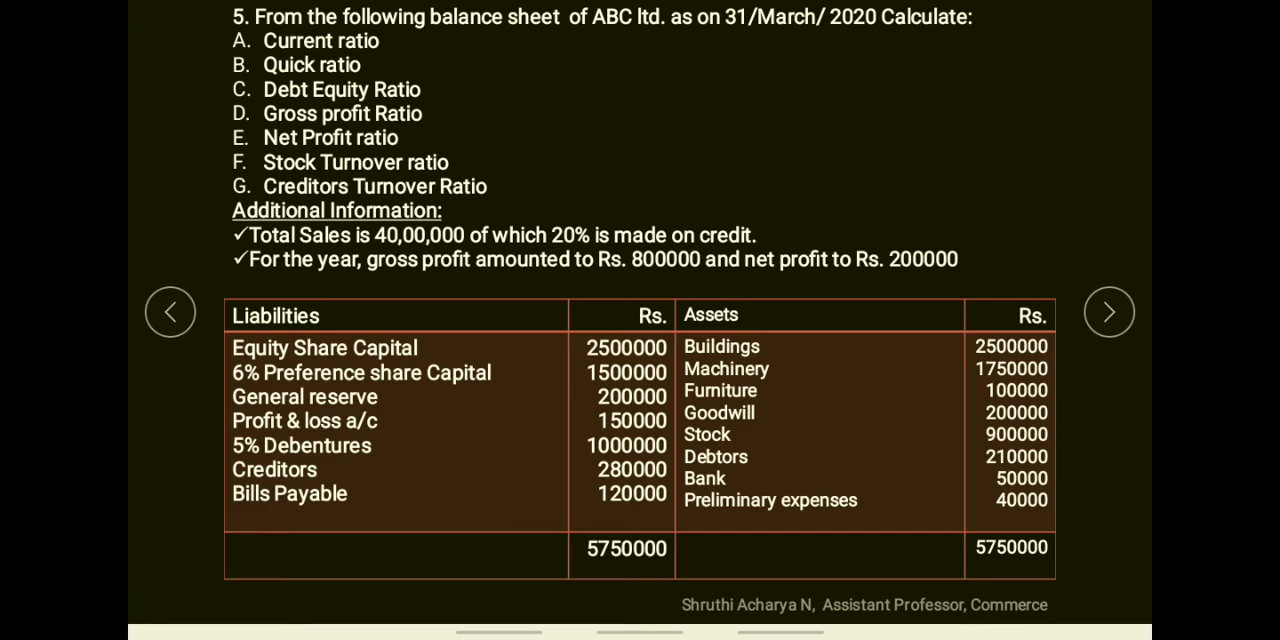 5. From the following balance sheet of ABC ltd. as on 31/March/ 2020 Calculate:
A. Current ratio
B. Quick ratio
C. Debt Equity Ratio
D. Gross profit Ratio
E. Net Profit ratio
F. Stock Turnover ratio
G. Creditors Turnover Ratio
Additional Information:
✓Total Sales is 40,00,000 of which 20% is made on credit.
✓For the year, gross profit amounted to Rs. 800000 and net profit to Rs. 200000
Liabilities Rs. Assets Rs.
Equity Share Capital 2500000 Buildings 2500000
6% Preference share Capital 1500000 Machinery 1750000
General reserve 200000 Furniture 100000
Profit & loss a/c 150000 Goodwill 200000
5% Debentures 1000000 Stock 900000
Creditors 280000 Debtors 210000
Bills Payable 120000 Bank 50000
Preliminary expenses 40000
5750000 5750000
Shruthi Acharya N, Assistant Professor, Commerce